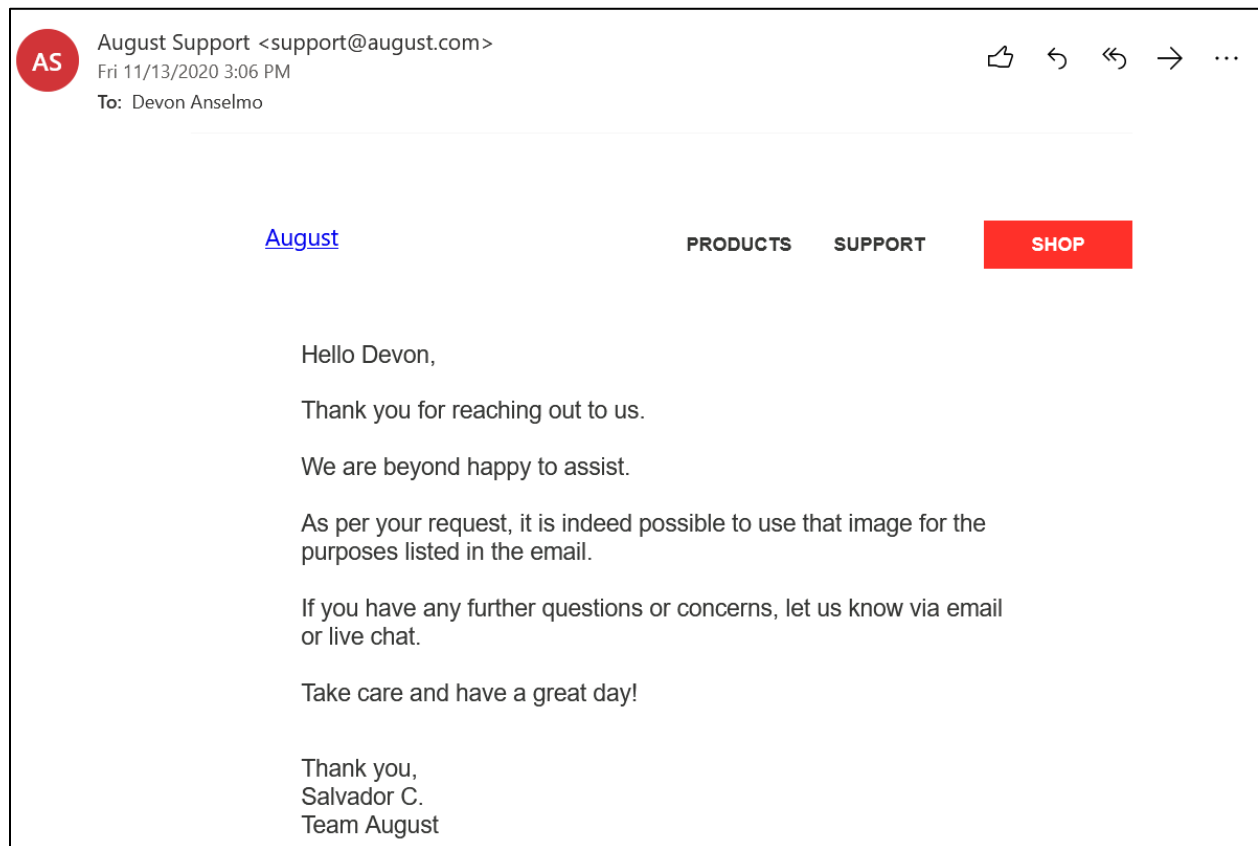 AS
August Support <support@august.com>
Fri 11/13/2020 3:06 PM
To: Devon Anselmo
August
PRODUCTS SUPPORT SHOP
Hello Devon,
Thank you for reaching out to us.
We are beyond happy to assist.
As per your request, it is indeed possible to use that image for the
purposes listed in the email.
If you have any further questions or concerns, let us know via email
or live chat.
Take care and have a great day!
Thank you,
Salvador C.
Team August